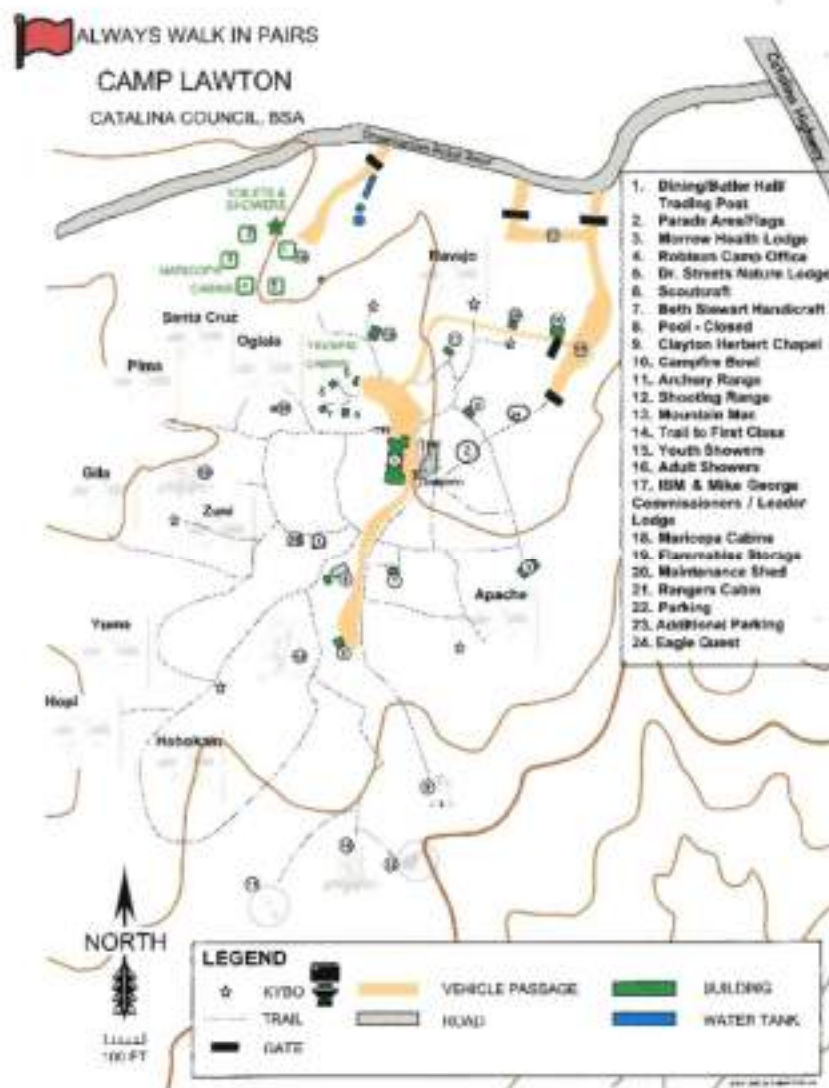 ALWAYS WALK IN PAIRS
CAMP LAWTON
CATALINA COUNCIL, BSA
Catalina Highway
TOILETS &
SHOWERS
MARICOPA
CABINS
Navajo
Santa Cruz
Oglala
Pima
Gila
Zuni
Yuma
Apache
Hopi
Hohokam
1. Dining/Butler Hall/
Trading Post
2. Parade Area/Flags
3. Morrow Health Lodge
4. Robison Camp Office
5. Dr. Streets Nature Lodge
6. Scoutcraft
7. Beth Stewart Handicraft
8. Pool - Closed
9. Clayton Herbert Chapel
10. Campfire Bowl
11. Archery Range
12. Shooting Range
13. Mountain Man
14. Trail to First Class
15. Youth Showers
16. Adult Showers
17. IBM & Mike George
Commissioners / Leader
Lodge
18. Maricopa Cabins
19. Flammables Storage
20. Maintenance Shed
21. Rangers Cabin
22. Parking
23. Additional Parking
24. Eagle Quest
NORTH
100 FT
LEGEND
KYBO
VEHICLE PASSAGE
BUILDING
TRAIL
ROAD
WATER TANK
GATE